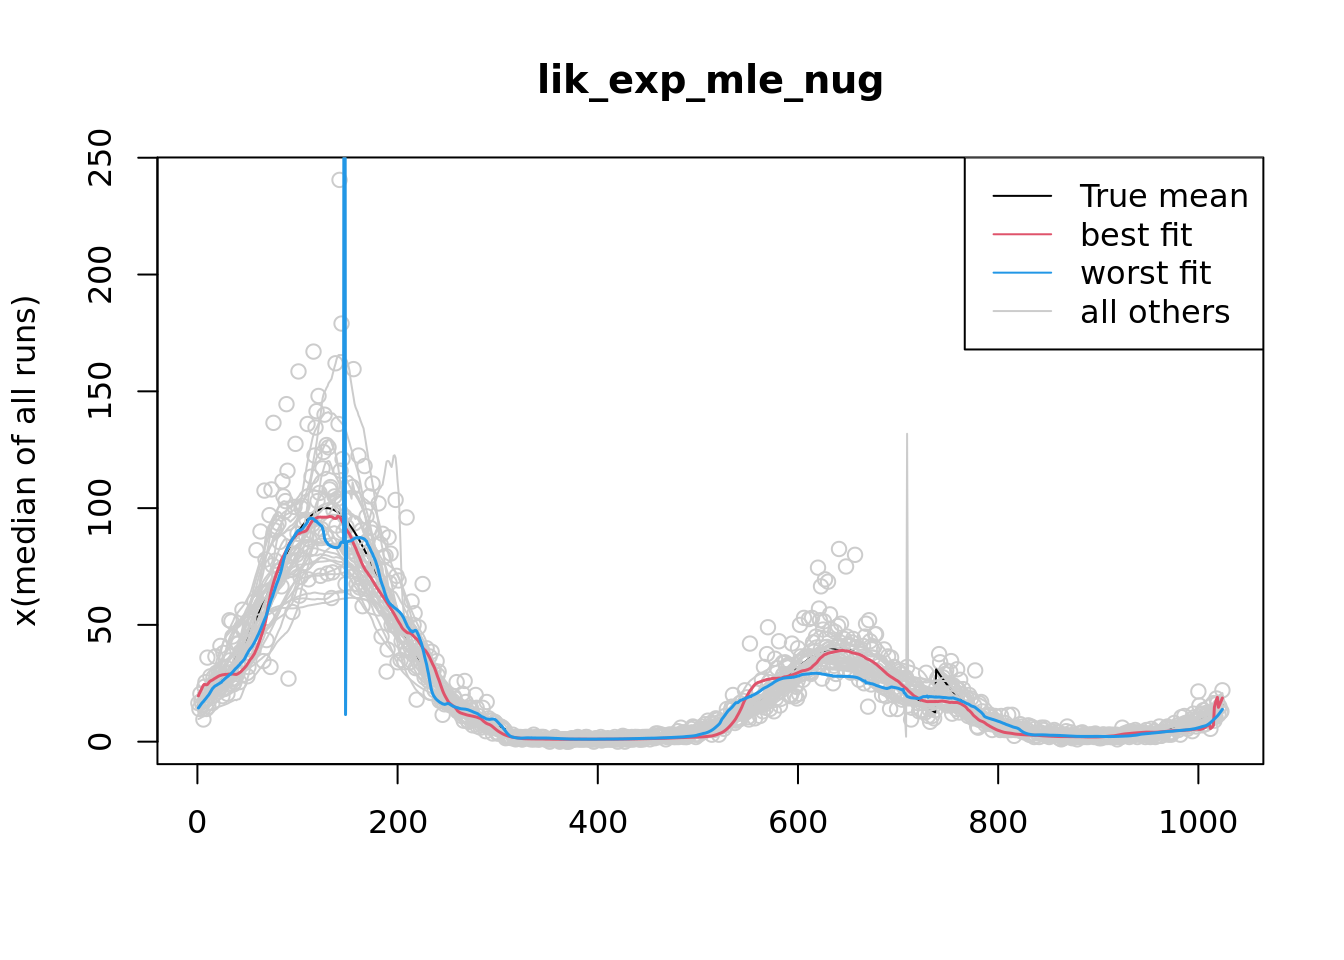 lik_exp_mle_nug
x(median of all runs)
250
200
150
100
50
0
True mean
best fit
worst fit
all others
0 200 400 600 800 1000